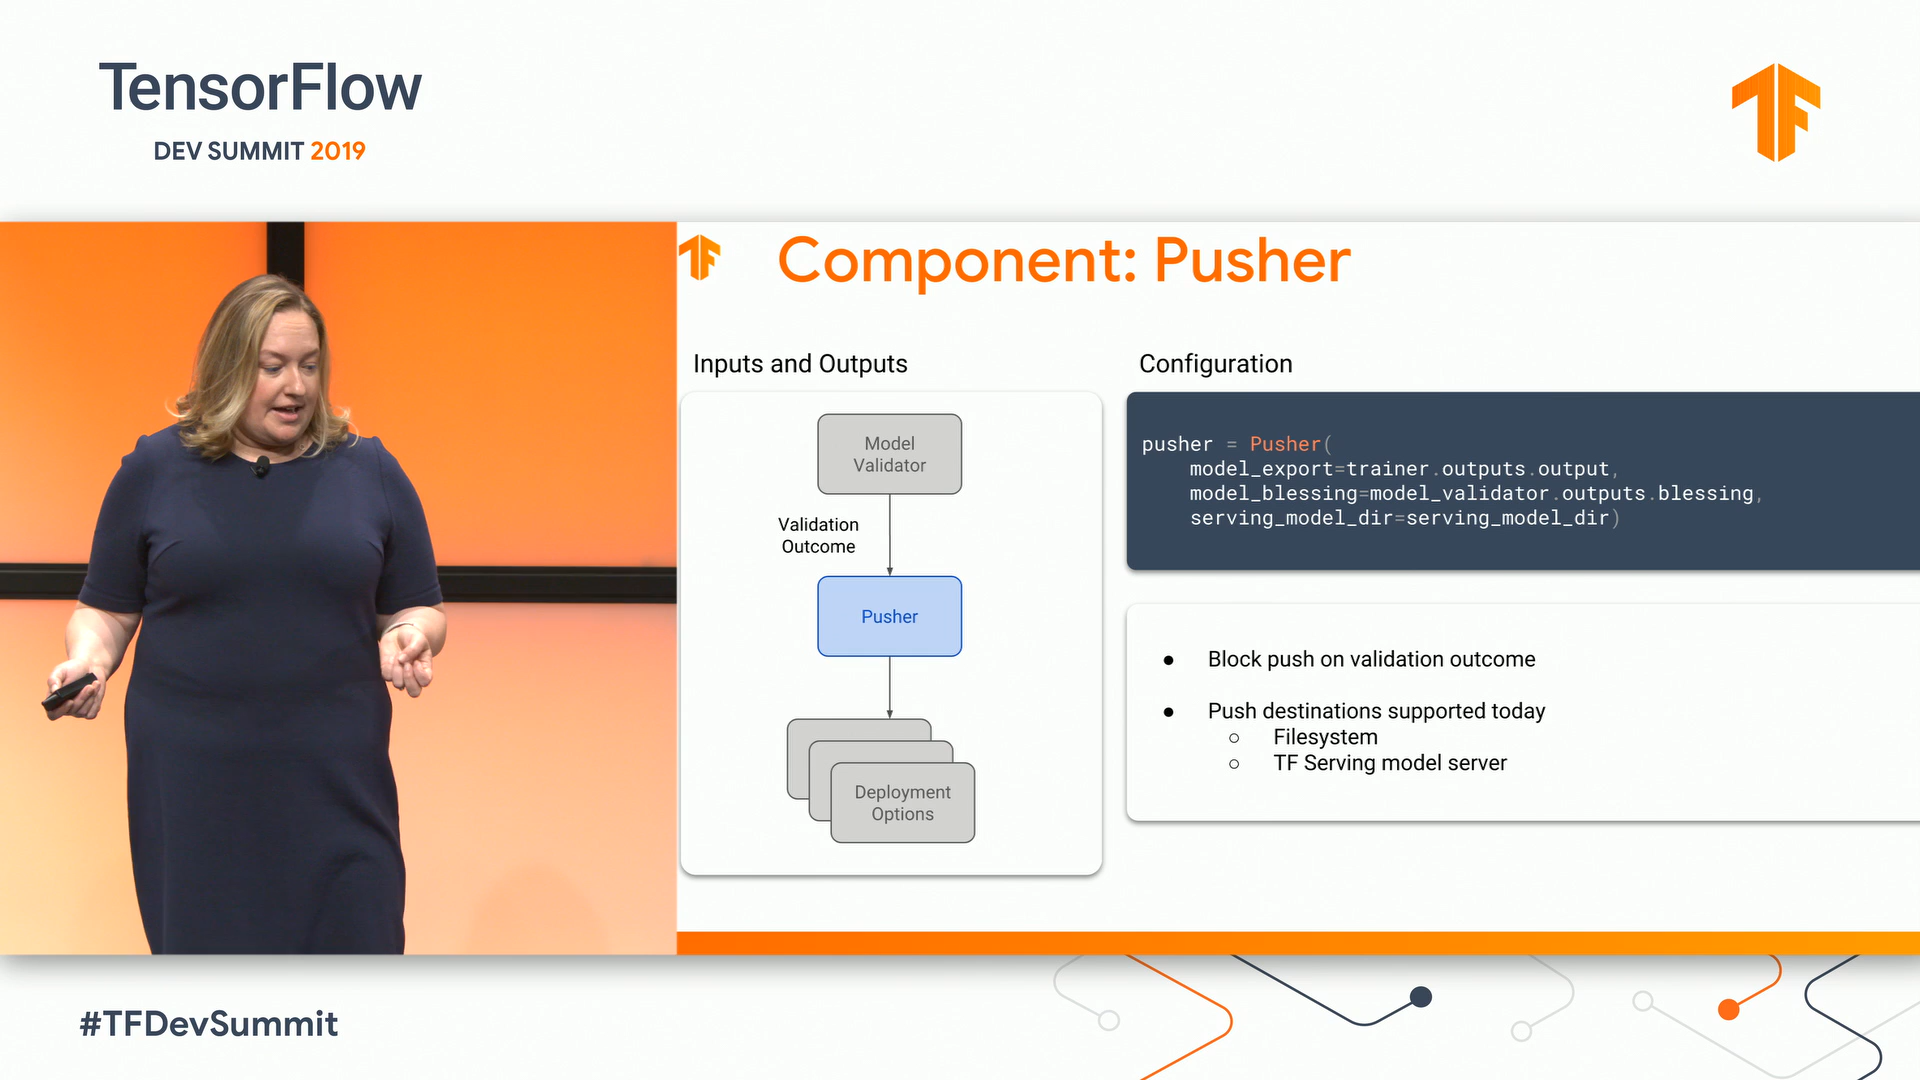 TensorFlow
DEV SUMMIT 2019
Component: Pusher
Inputs and Outputs
Model
Validator
Validation
Outcome
Pusher
Deployment
Options
Configuration
pusher = Pusher(
    model_export=trainer.outputs.output,
    model_blessing=model_validator.outputs.blessing,
    serving_model_dir=serving_model_dir)
● Block push on validation outcome
● Push destinations supported today
○ Filesystem
○ TF Serving model server
#TFDevSummit